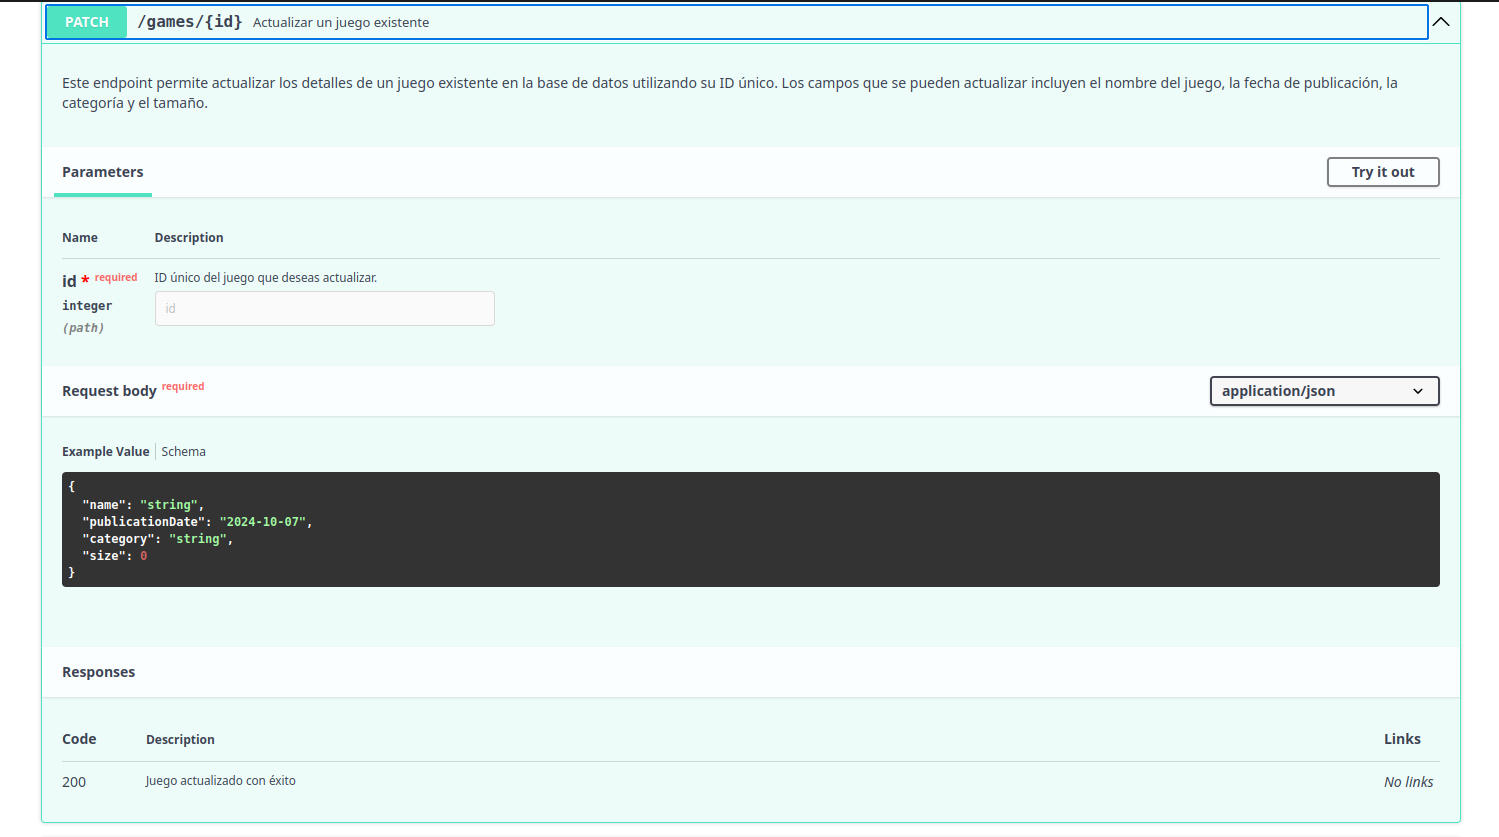 PATCH /games/{id} Actualizar un juego existente
Este endpoint permite actualizar los detalles de un juego existente en la base de datos utilizando su ID único. Los campos que se pueden actualizar incluyen el nombre del juego, la fecha de publicación, la
categoría y el tamaño.
Parameters Try it out
Name Description
id * required ID único del juego que deseas actualizar.
integer id
(path)
Request body required application/json
Example Value Schema
{
  "name": "string",
  "publicationDate": "2024-10-07",
  "category": "string",
  "size": 0
}
Responses
Code Description Links
200 Juego actualizado con éxito No links